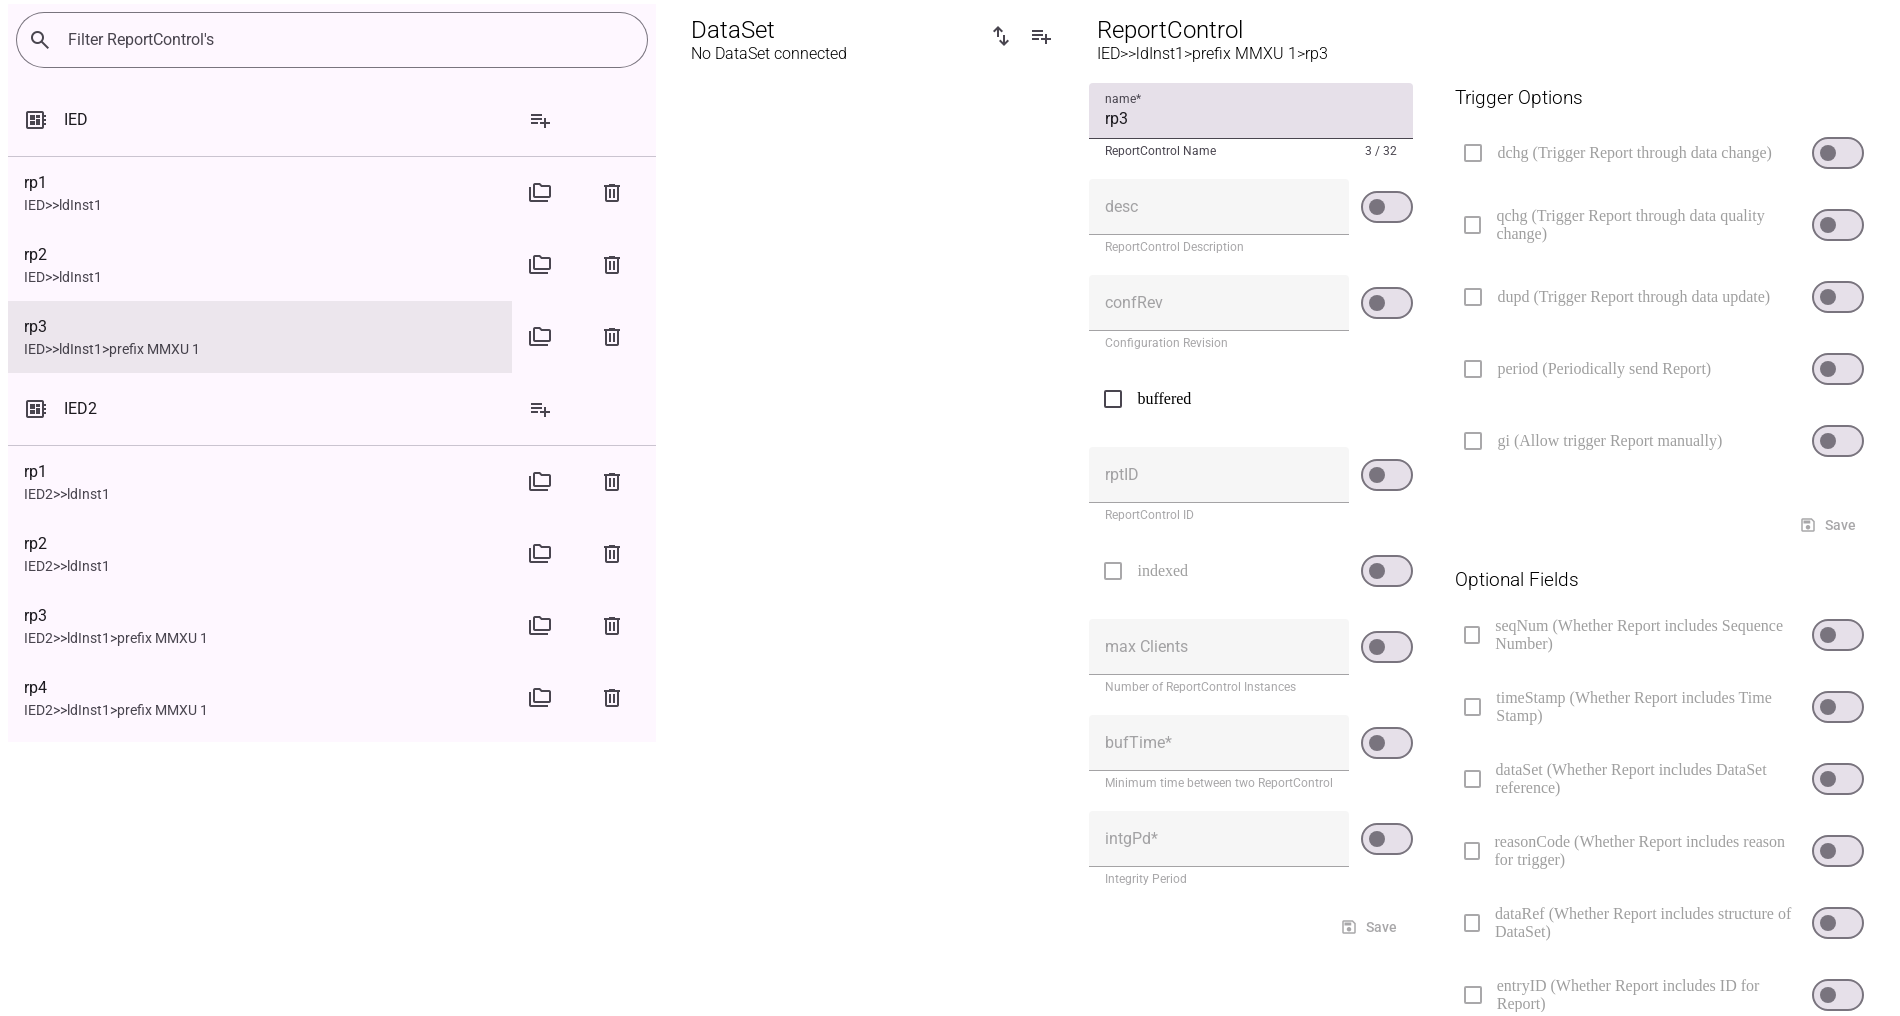 Filter ReportControl's
IED
rp1
IED>>ldInst1
rp2
IED>>ldInst1
rp3
IED>>ldInst1>prefix MMXU 1
IED2
rp1
IED2>>ldInst1
rp2
IED2>>ldInst1
rp3
IED2>>ldInst1>prefix MMXU 1
rp4
IED2>>ldInst1>prefix MMXU 1
DataSet
No DataSet connected
ReportControl
IED>>ldInst1>prefix MMXU 1>rp3
name*
rp3
ReportControl Name
3 / 32
desc
ReportControl Description
confRev
Configuration Revision
buffered
rptID
ReportControl ID
indexed
max Clients
Number of ReportControl Instances
bufTime*
Minimum time between two ReportControl
intgPd*
Integrity Period
Save
Trigger Options
dchg (Trigger Report through data change)
qchg (Trigger Report through data quality
change)
dupd (Trigger Report through data update)
period (Periodically send Report)
gi (Allow trigger Report manually)
Save
Optional Fields
seqNum (Whether Report includes Sequence
Number)
timeStamp (Whether Report includes Time
Stamp)
dataSet (Whether Report includes DataSet
reference)
reasonCode (Whether Report includes reason
for trigger)
dataRef (Whether Report includes structure of
DataSet)
entryID (Whether Report includes ID for
Report)